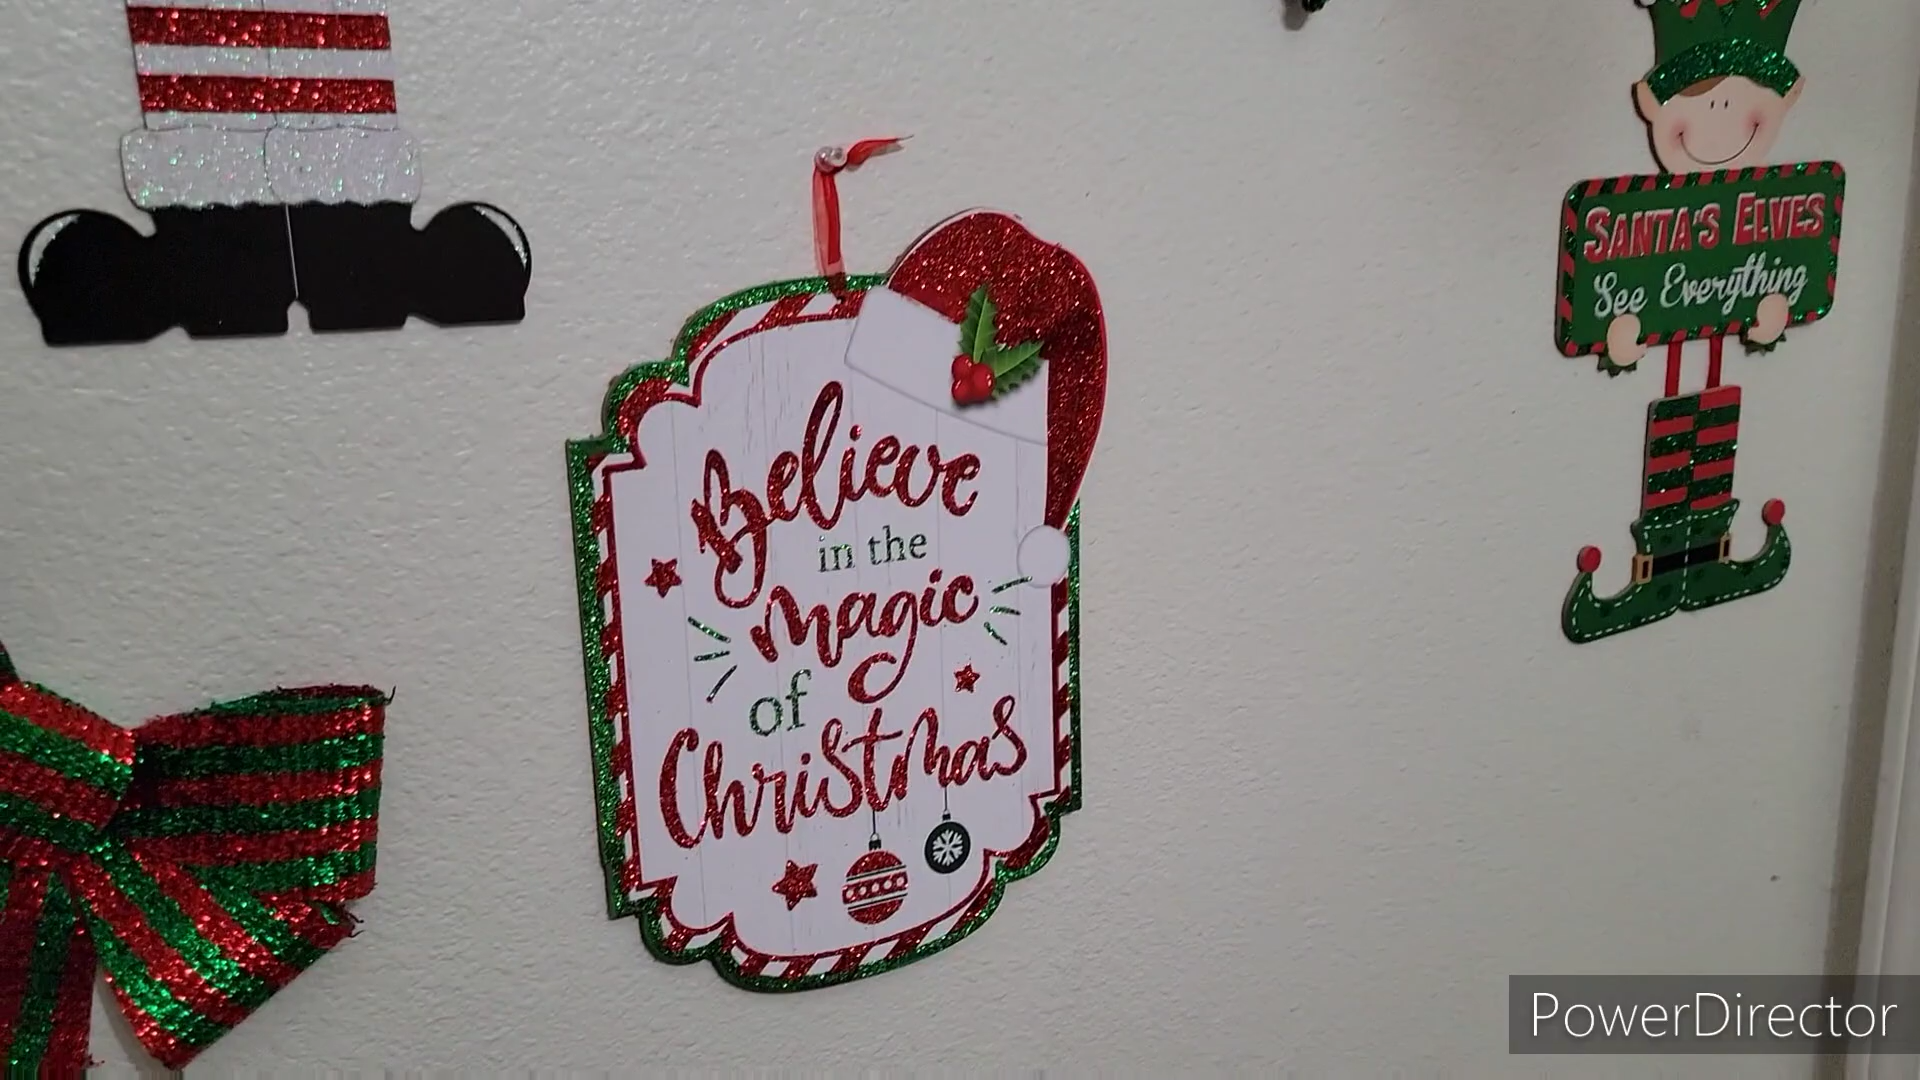 Believe
in the
magic
of
Christmas
SANTA'S ELVES
See Everything
PowerDirector